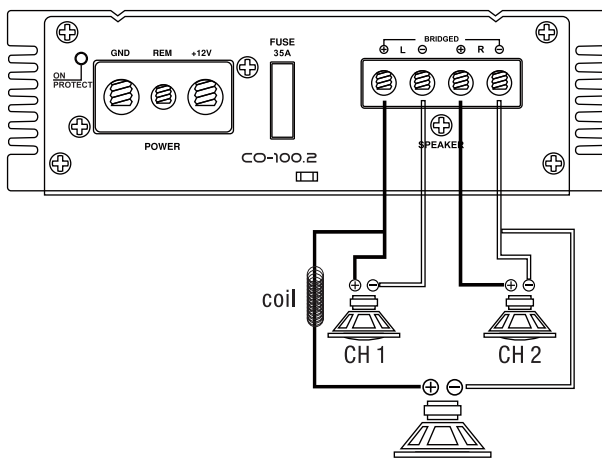 BRIDGED
GND REM +12V
FUSE
35A
L R
ON
PROTECT
POWER
SPEAKER
CO-100.2
coil
CH 1
CH 2